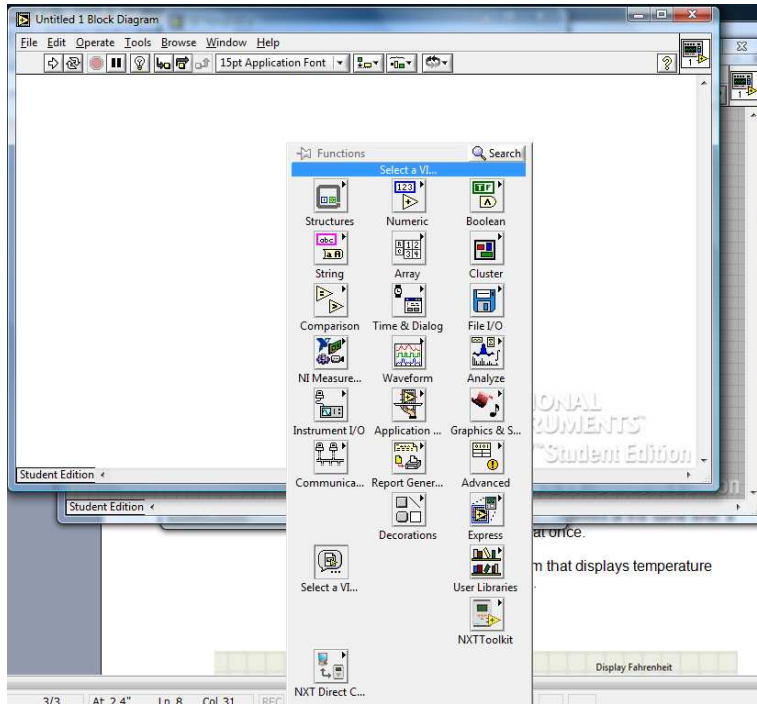 Untitled 1 Block Diagram
File Edit Operate Tools Browse Window Help
15pt Application Font
Functions Search
Select a VI...
Structures Numeric Boolean
String Array Cluster
Comparison Time & Dialog File I/O
NI Measure... Waveform Analyze
Instrument I/O Application ... Graphics & S...
Communica... Report Gener... Advanced
Decorations Express
Select a VI... User Libraries
NXTToolkit
NXT Direct C...
Student Edition
Student Edition
Student Edition
at once.
that displays temperature
Display Fahrenheit
3/3 At 2.4" Ln 8 Col 31 REC